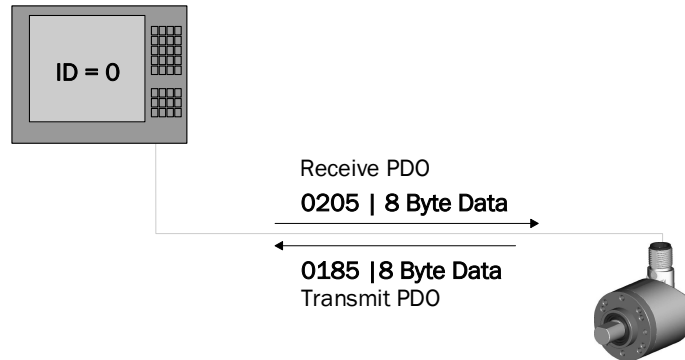 ID = 0
Receive PDO
0205 | 8 Byte Data
0185 |8 Byte Data
Transmit PDO